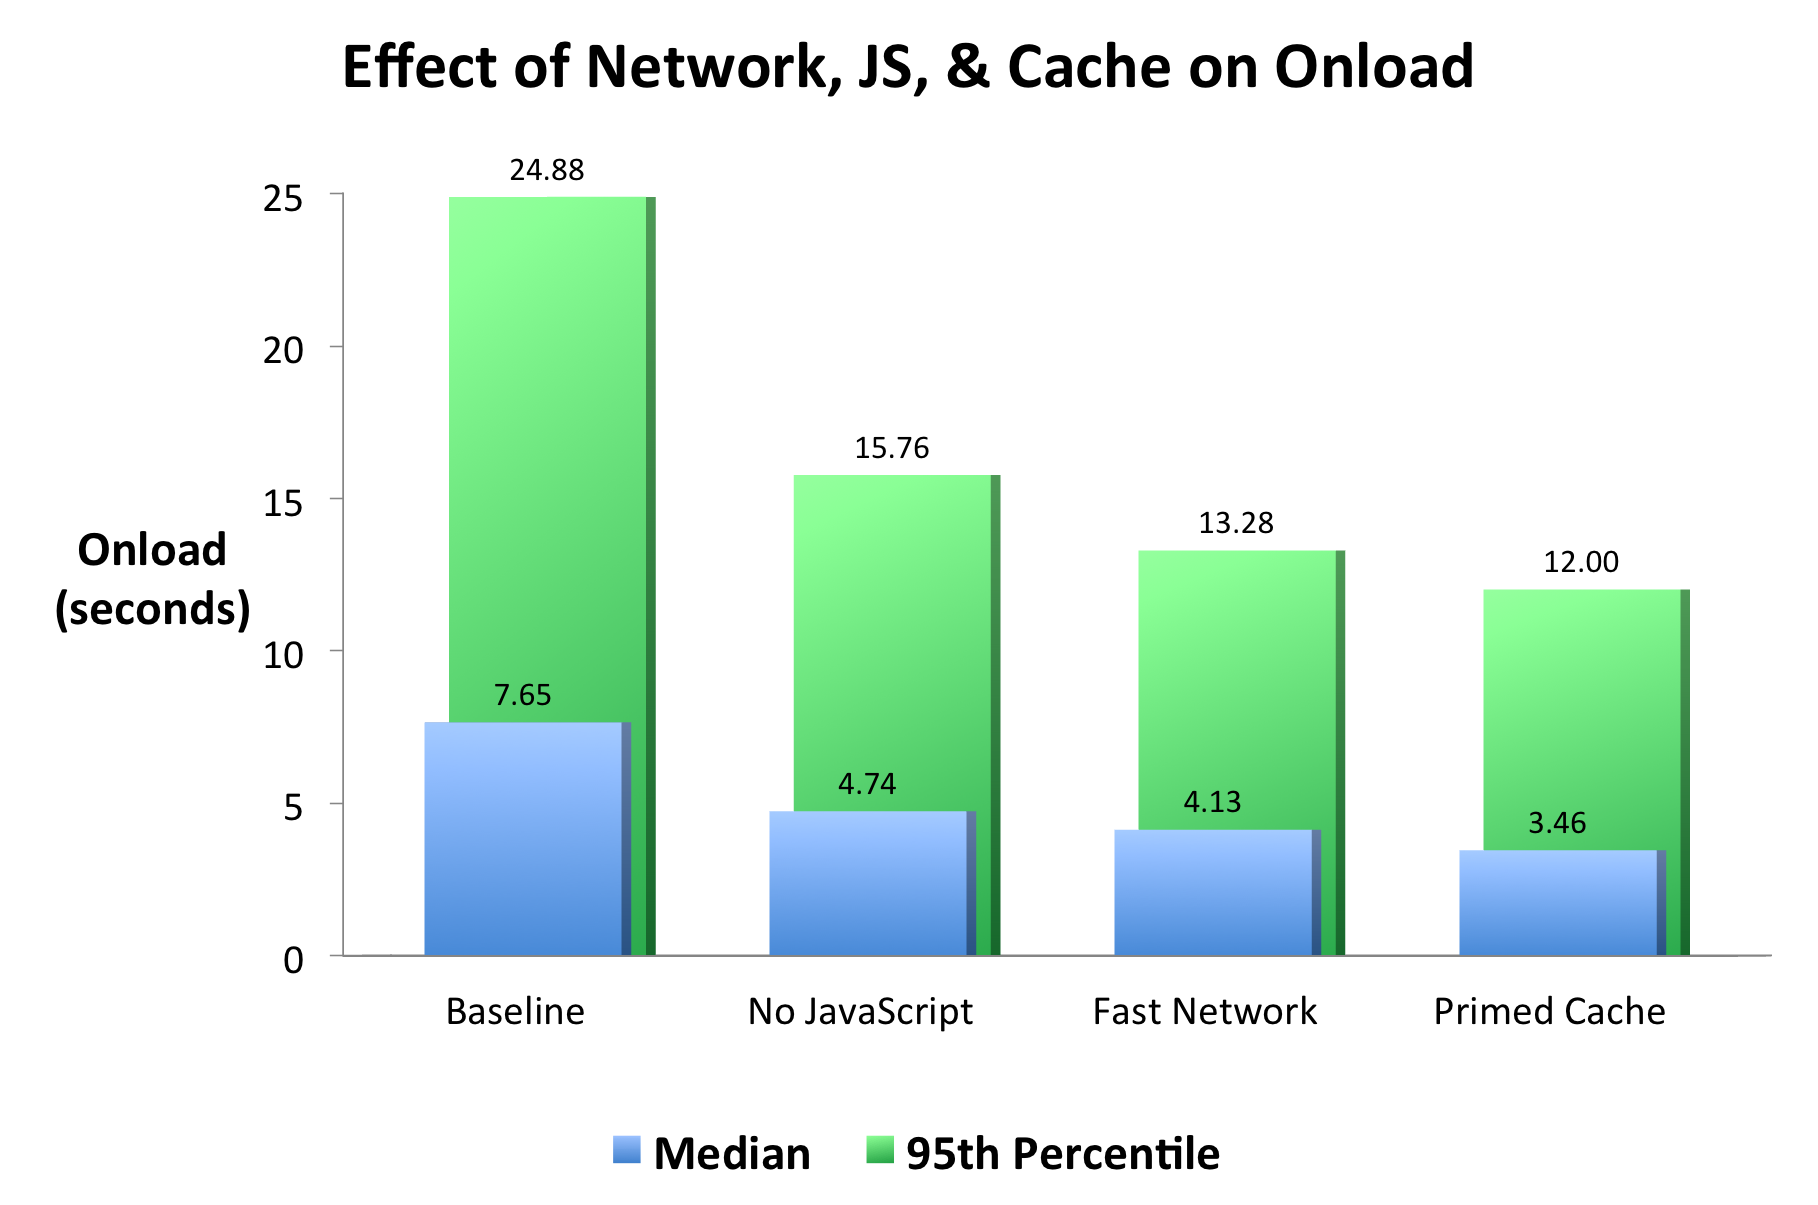 Effect of Network, JS, & Cache on Onload
24.88
25
20
15.76
15
13.28
Onload
12.00
(seconds)
10
7.65
4.74
5
4.13
3.46
0
Baseline
No JavaScript
Fast Network
Primed Cache
Median
95th Percentile